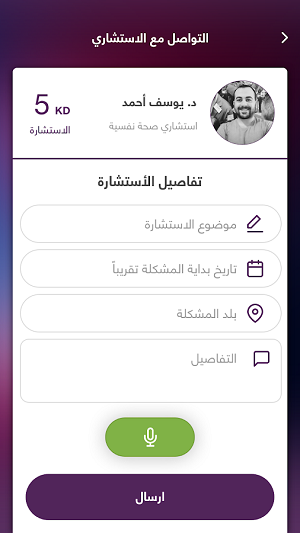 التواصل مع الاستشاري
د. يوسف أحمد
استشاري صحة نفسية
5 KD
الاستشارة
تفاصيل الأستشارة
موضوع الاستشارة
تاريخ بداية المشكلة تقريباً
بلد المشكلة
التفاصيل
ارسال